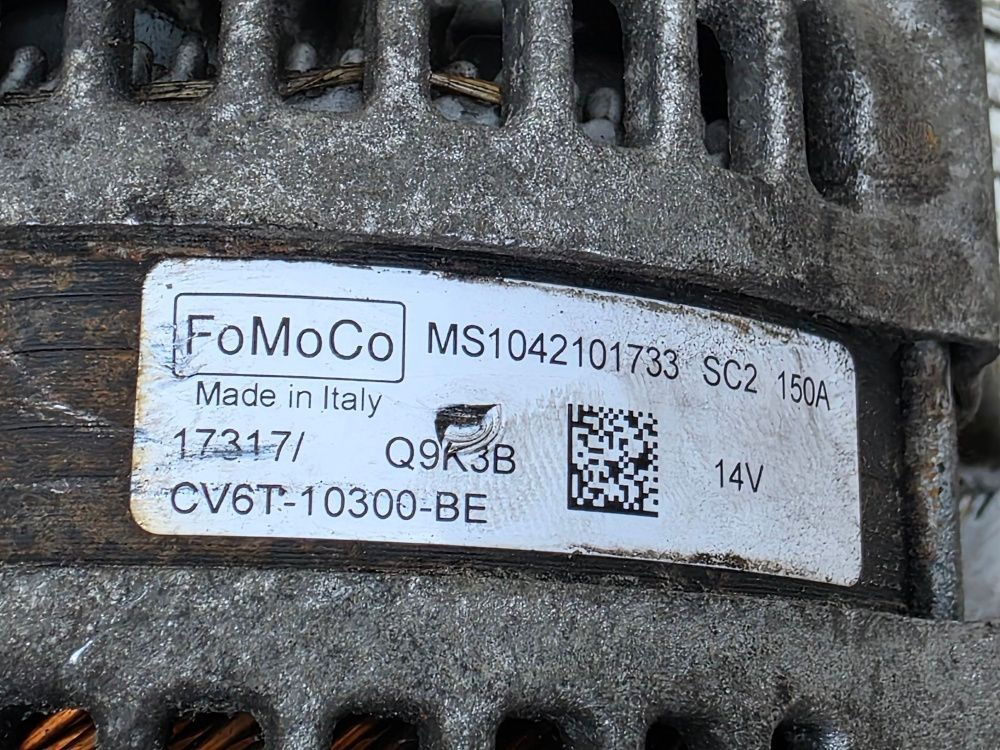 FoMoCo MS1042101733 SC2 150A
Made in Italy
17317/ Q9K3B 14V
CV6T-10300-BE